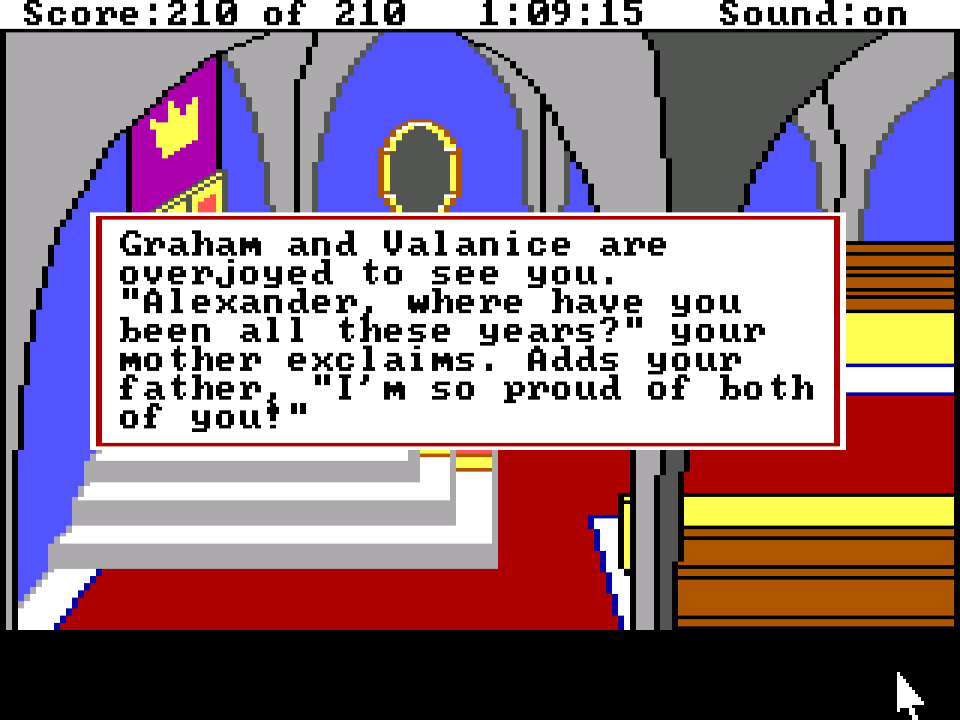 Score:210 of 210 1:09:15 Sound:on
Graham and Valanice are
overjoyed to see you.
"Alexander, where have you
been all these years?" your
mother exclaims. Adds your
father, "I'm so proud of both
of you!"